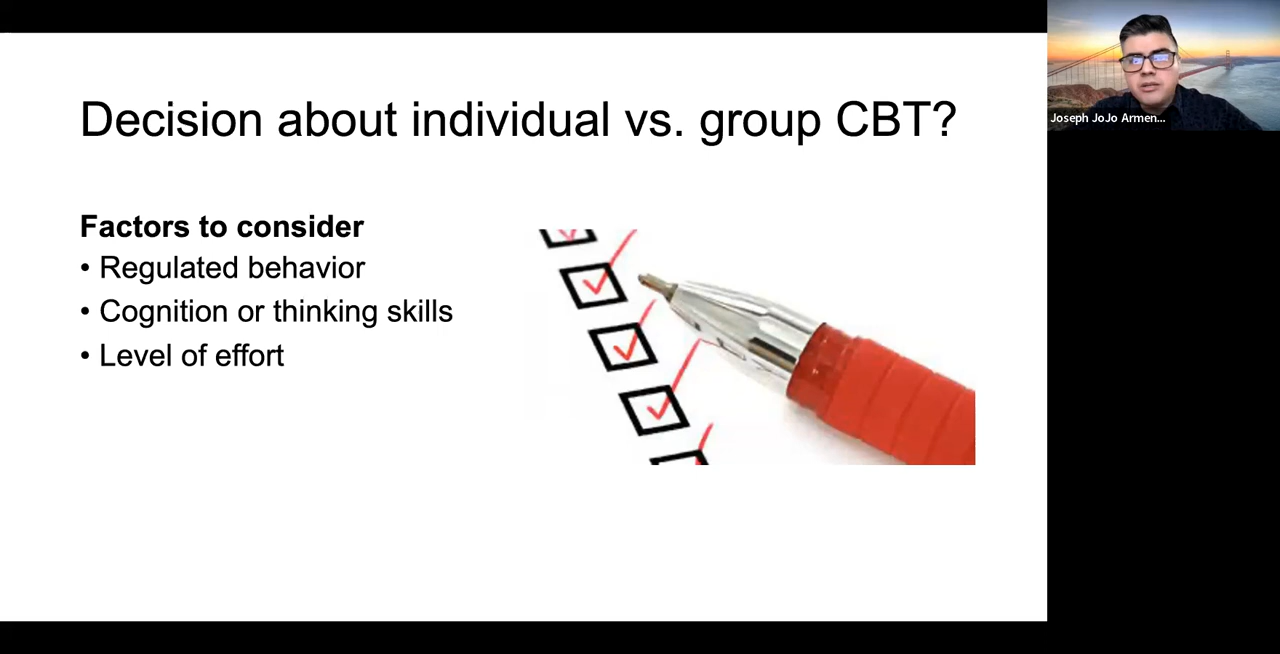 Decision about individual vs. group CBT?
Factors to consider
• Regulated behavior
• Cognition or thinking skills
• Level of effort
Joseph JoJo Armen...